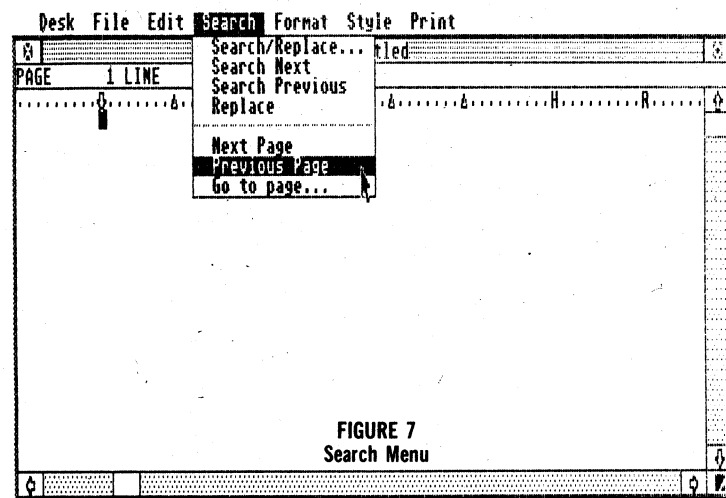 Desk File Edit Search Format Style Print
tled
PAGE 1 LINE
H R
Search/Replace...
Search Next
Search Previous
Replace
Next Page
Previous Page
Go to page...
FIGURE 7
Search Menu